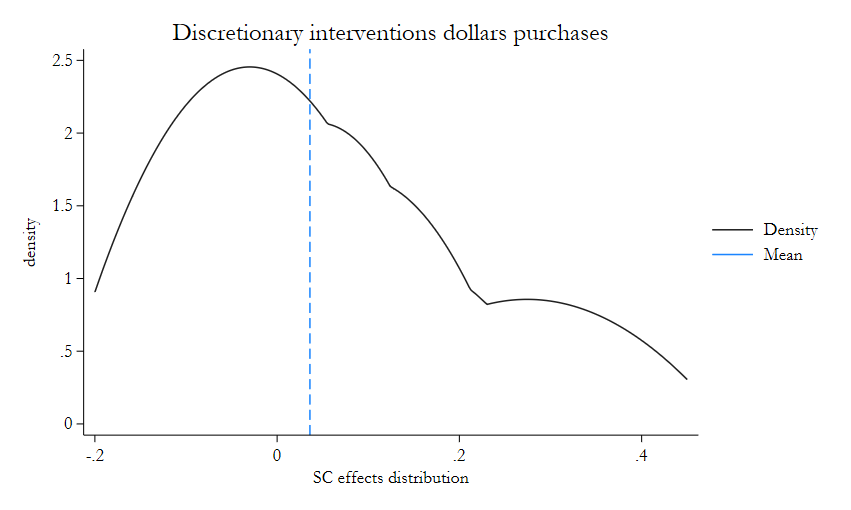 Discretionary interventions dollars purchases
2.5
2
1.5
1
.5
0
density
-.2
0
.2
.4
SC effects distribution
Density
Mean